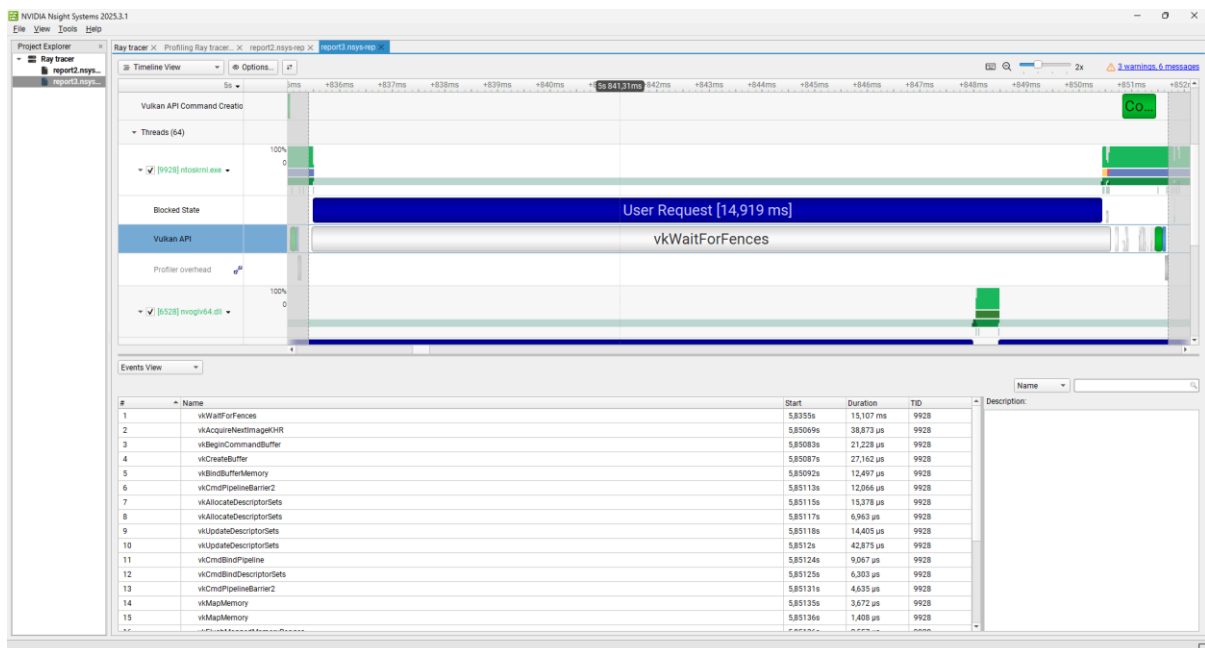 NVIDIA Nsight Systems 2025.3.1
File View Tools Help
Project Explorer ×
Ray tracer × Profiling Ray tracer... × report2.nsys-rep × report3.nsys-rep ×
Ray tracer
report2.nsys...
report3.nsys...
Timeline View Options... 2x 3 warnings, 6 messages
5s +836ms +837ms +838ms +839ms +840ms 5s 841,31ms +843ms +844ms +845ms +846ms +847ms +848ms +849ms +850ms +851ms
Vulkan API Command Creatio Co...
Threads (64)
100%
0
[9928] ntoskrnl.exe
Blocked State User Request [14,919 ms]
Vulkan API vkWaitForFences
Profiler overhead
100%
0
[6528] nvoglv64.dll
Events View
Name
# Name Start Duration TID Description:
1 vkWaitForFences 5,8355s 15,107 ms 9928
2 vkAcquireNextImageKHR 5,85069s 38,873 µs 9928
3 vkBeginCommandBuffer 5,85083s 21,228 µs 9928
4 vkCreateBuffer 5,85087s 27,162 µs 9928
5 vkBindBufferMemory 5,85092s 12,497 µs 9928
6 vkCmdPipelineBarrier2 5,85113s 12,066 µs 9928
7 vkAllocateDescriptorSets 5,85115s 15,378 µs 9928
8 vkAllocateDescriptorSets 5,85117s 6,963 µs 9928
9 vkUpdateDescriptorSets 5,85118s 14,405 µs 9928
10 vkUpdateDescriptorSets 5,8512s 42,875 µs 9928
11 vkCmdBindPipeline 5,85124s 9,067 µs 9928
12 vkCmdBindDescriptorSets 5,85125s 6,303 µs 9928
13 vkCmdPipelineBarrier2 5,85131s 4,635 µs 9928
14 vkMapMemory 5,85135s 3,672 µs 9928
15 vkMapMemory 5,85136s 1,408 µs 9928